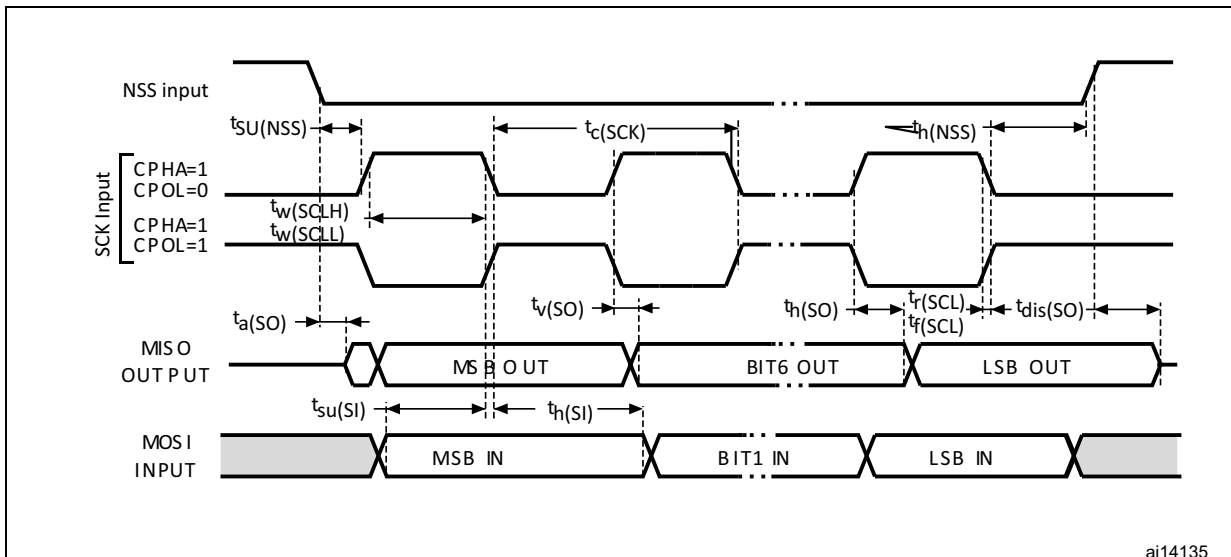 NSS input
tSU(NSS)
tc(SCK)
th(NSS)
SCK Input
CPHA=1
CPOL=0
tw(SCLH)
tw(SCLL)
CPHA=1
CPOL=1
ta(SO)
tv(SO)
th(SO)
tr(SCL)
tf(SCL)
tdis(SO)
MISO
OUTPUT
MSB OUT
BIT6 OUT
LSB OUT
tsu(SI)
th(SI)
MOSI
INPUT
MSB IN
BIT1 IN
LSB IN
ai14135